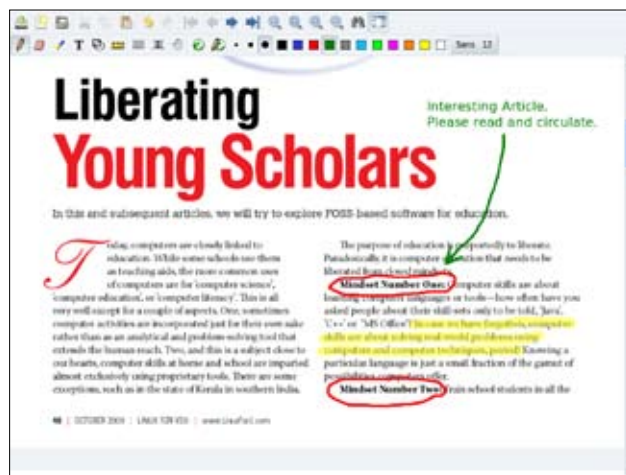 Sans 12
Liberating
Young Scholars
Interesting Article.
Please read and circulate.
In this and subsequent articles, we will try to explore FOSS-based software for education.
Today, computers are closely linked to
education. While some schools use them
as teaching aids, the more common uses
of computers are for 'computer science',
'computer education', or 'computer literacy'. This is all
very well except for a couple of aspects. One, sometimes
computer activities are incorporated just for their own sake
rather than as an analytical and problem-solving tool that
extends the human reach. Two, and this is a subject close to
our hearts, computer skills at home and school are imparted
almost exclusively using proprietary tools. There are some
exceptions, such as in the state of Kerala in southern India.
The purpose of education is purportedly to liberate.
Paradoxically, it is computer education that needs to be
liberated from closed mindsets.
Mindset Number One: Computer skills are about
learning computer languages or tools—how often have you
asked people about their skill-sets only to be told, 'Java',
'C++' or 'MS Office'? In case we have forgotten, computer
skills are about solving real-world problems using
computers and computer techniques, period! Knowing a
particular language is just a small fraction of the gamut of
possibilities computers offer.
Mindset Number Two: Train school students in all the
OCTOBER 2009 | LINUX FOR YOU | www.LinuxForU.com